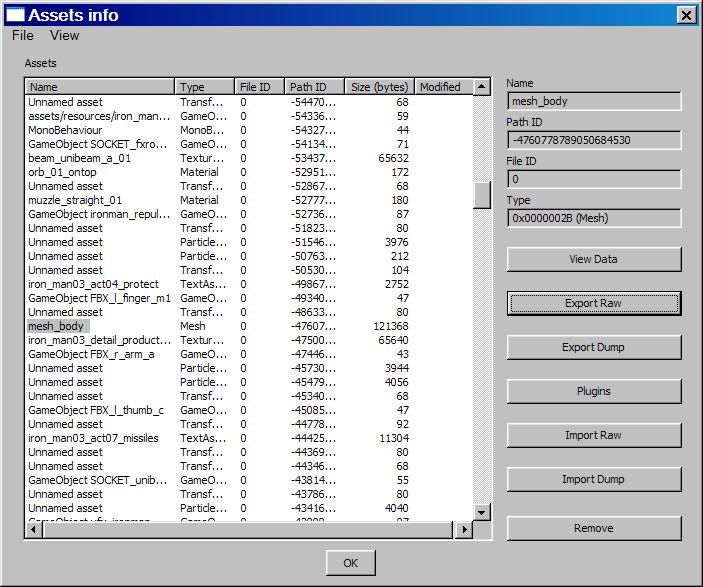 Assets info
File View
Assets
Name Type File ID Path ID Size (bytes) Modified
Unnamed asset Transf... 0 -54470... 68
assets/resources/iron_man... GameO... 0 -54336... 59
MonoBehaviour MonoB... 0 -54327... 44
GameObject SOCKET_fxro... GameO... 0 -54134... 71
beam_unibeam_a_01 Textur... 0 -53437... 65632
orb_01_ontop Material 0 -52951... 172
Unnamed asset Transf... 0 -52867... 68
muzzle_straight_01 Material 0 -52777... 180
GameObject ironman_repul... GameO... 0 -52736... 87
Unnamed asset Transf... 0 -51823... 80
Unnamed asset Particle... 0 -51546... 3976
Unnamed asset Particle... 0 -50763... 212
Unnamed asset Transf... 0 -50530... 104
iron_man03_act04_protect TextAs... 0 -49867... 2752
GameObject FBX_l_finger_m1 GameO... 0 -49340... 47
Unnamed asset Transf... 0 -48633... 80
mesh_body Mesh 0 -47607... 121368
iron_man03_detail_product... Textur... 0 -47500... 65640
GameObject FBX_r_arm_a GameO... 0 -47446... 43
Unnamed asset Particle... 0 -45730... 3944
Unnamed asset Particle... 0 -45479... 4056
Unnamed asset Transf... 0 -45340... 68
GameObject FBX_l_thumb_c GameO... 0 -45085... 47
Unnamed asset Transf... 0 -44778... 92
iron_man03_act07_missiles TextAs... 0 -44425... 11304
Unnamed asset Transf... 0 -44369... 80
Unnamed asset Transf... 0 -44346... 68
GameObject SOCKET_unib... GameO... 0 -43814... 55
Unnamed asset Transf... 0 -43786... 80
Unnamed asset Particle... 0 -43416... 4040
Name
mesh_body
Path ID
-4760778789050684530
File ID
0
Type
0x0000002B (Mesh)
View Data
Export Raw
Export Dump
Plugins
Import Raw
Import Dump
Remove
OK